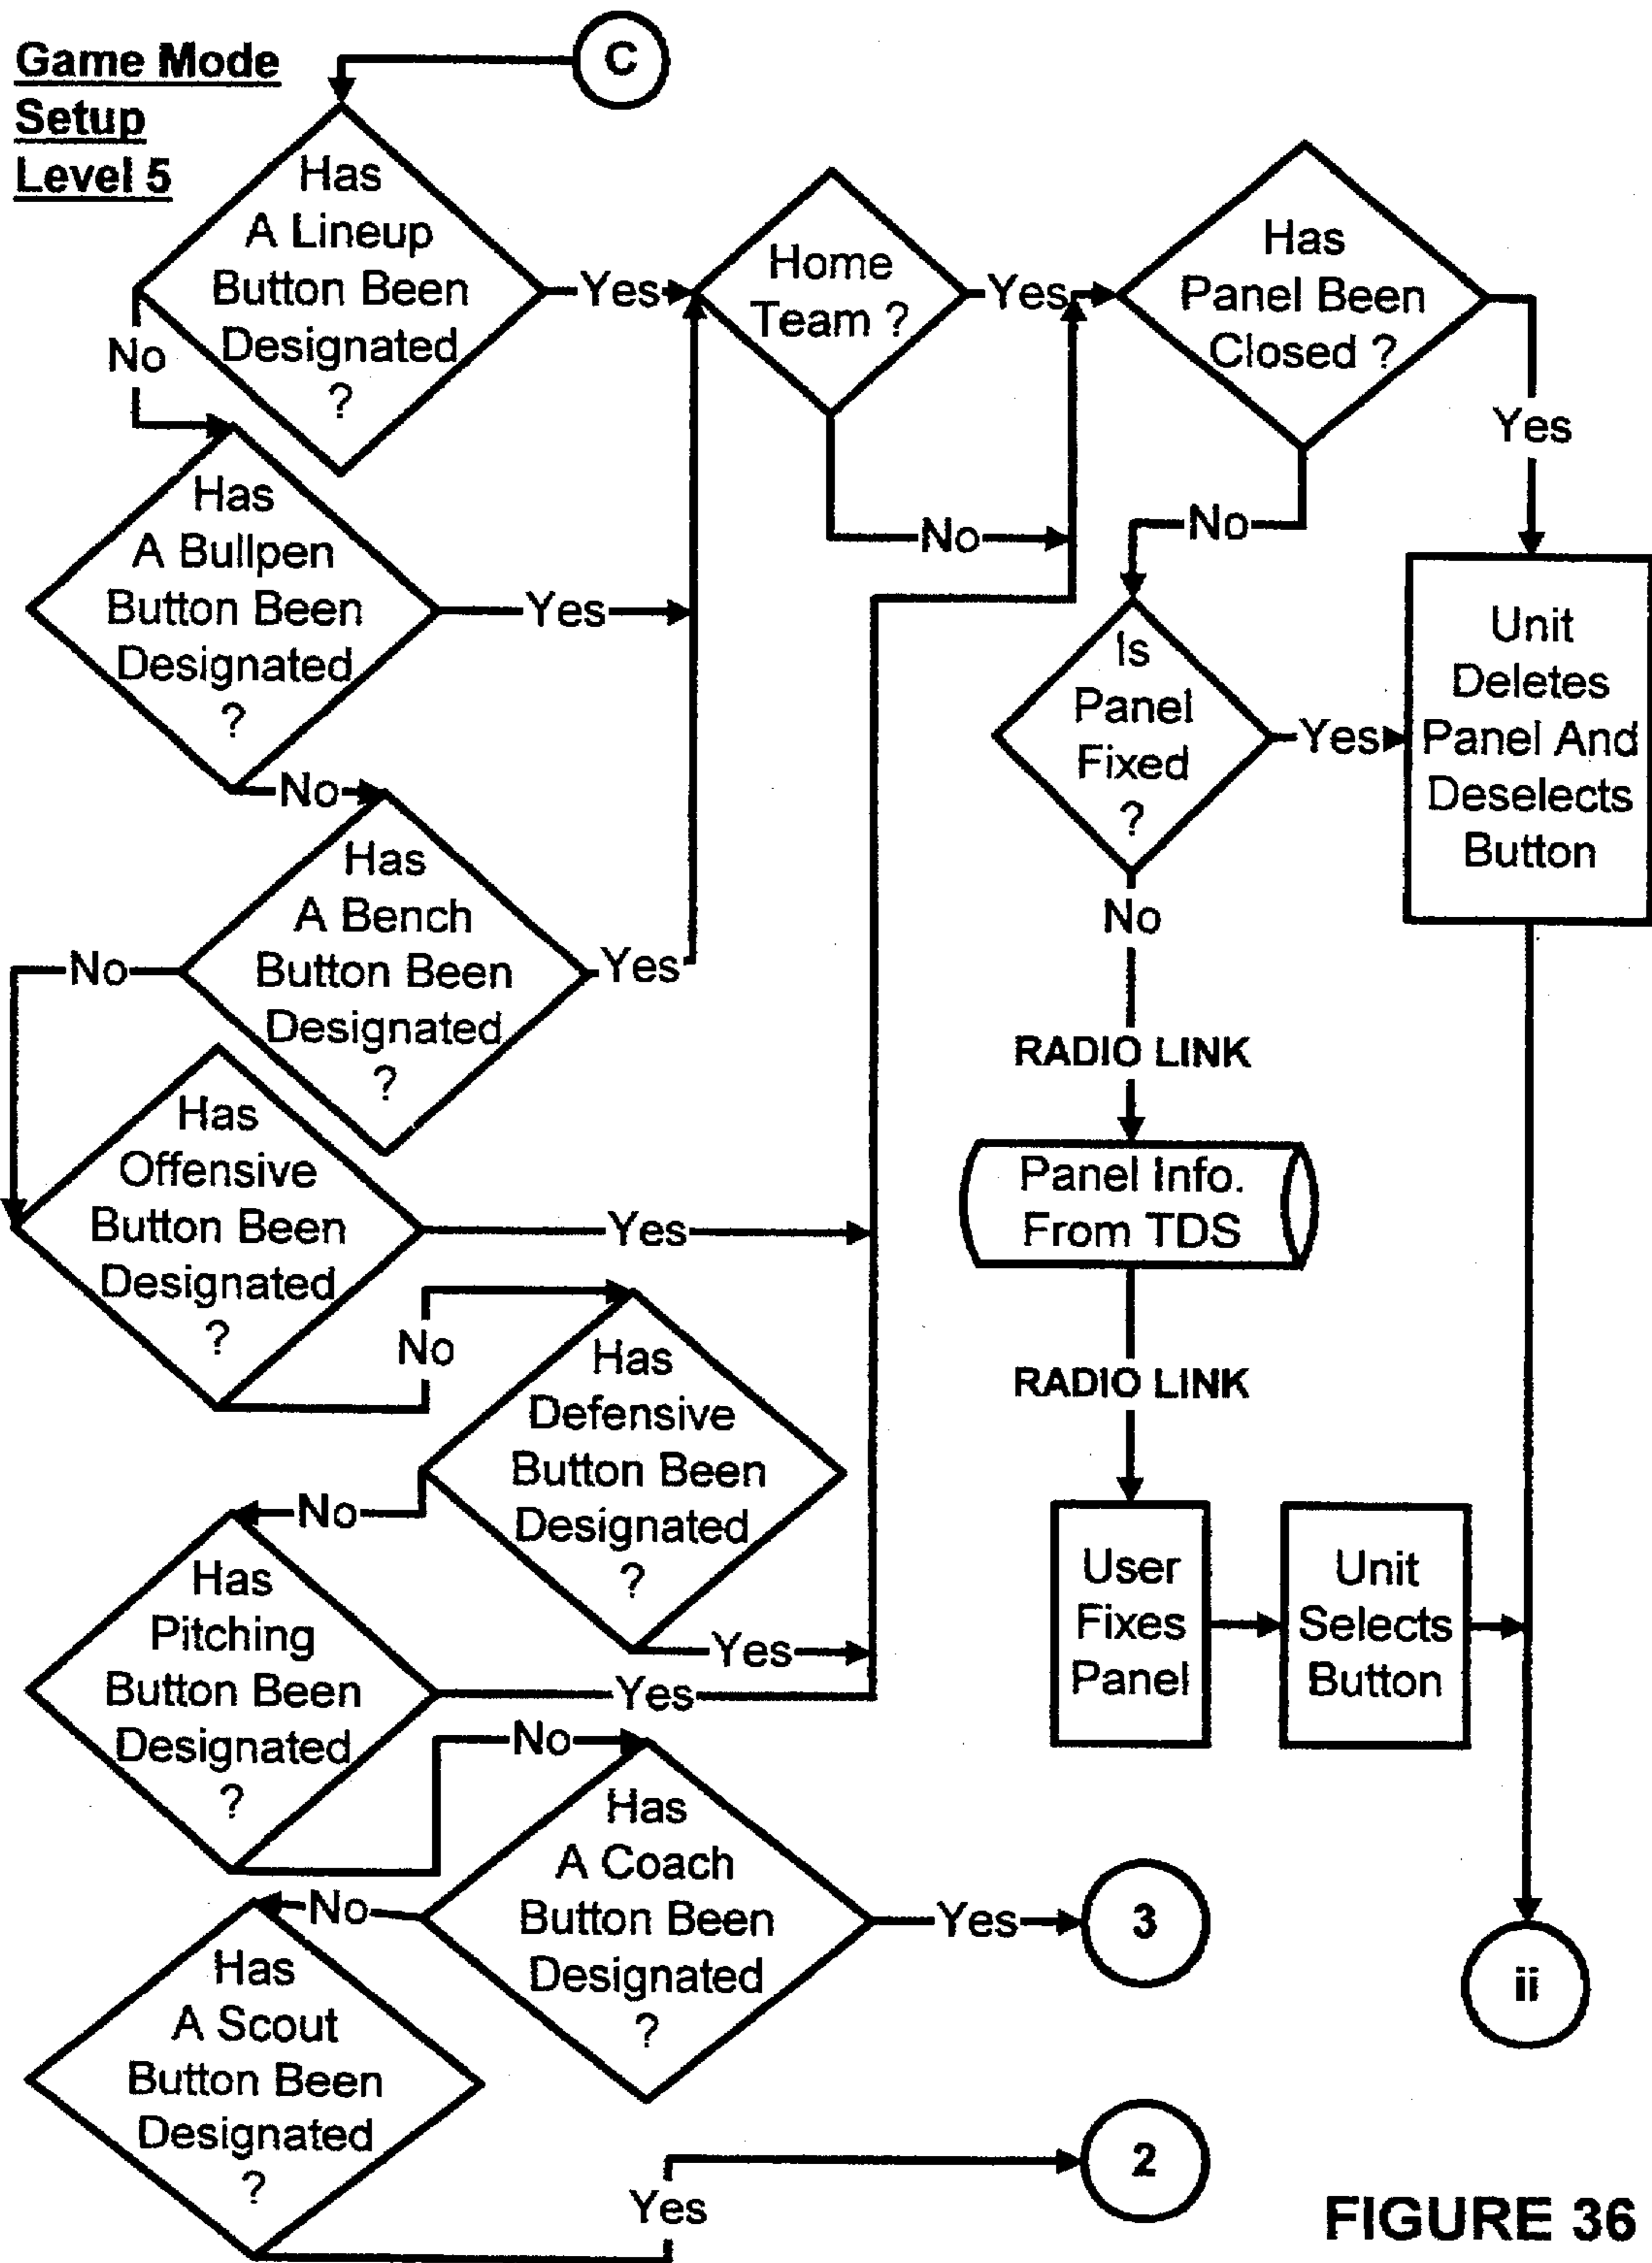 Game Mode
Setup
Level 5
C
Has
A Lineup
Button Been
Designated
?
Yes
No
Home
Team ?
Yes
No
Has
Panel Been
Closed ?
Yes
No
Has
A Bullpen
Button Been
Designated
?
Yes
No
Is
Panel
Fixed
?
Yes
No
Unit
Deletes
Panel And
Deselects
Button
Has
A Bench
Button Been
Designated
?
Yes
No
RADIO LINK
Panel Info.
From TDS
RADIO LINK
Has
Offensive
Button Been
Designated
?
Yes
No
Has
Defensive
Button Been
Designated
?
No
Yes
User
Fixes
Panel
Unit
Selects
Button
Has
Pitching
Button Been
Designated
?
Yes
No
Has
A Coach
Button Been
Designated
?
Yes
3
No
ii
Has
A Scout
Button Been
Designated
?
Yes
2
FIGURE 36